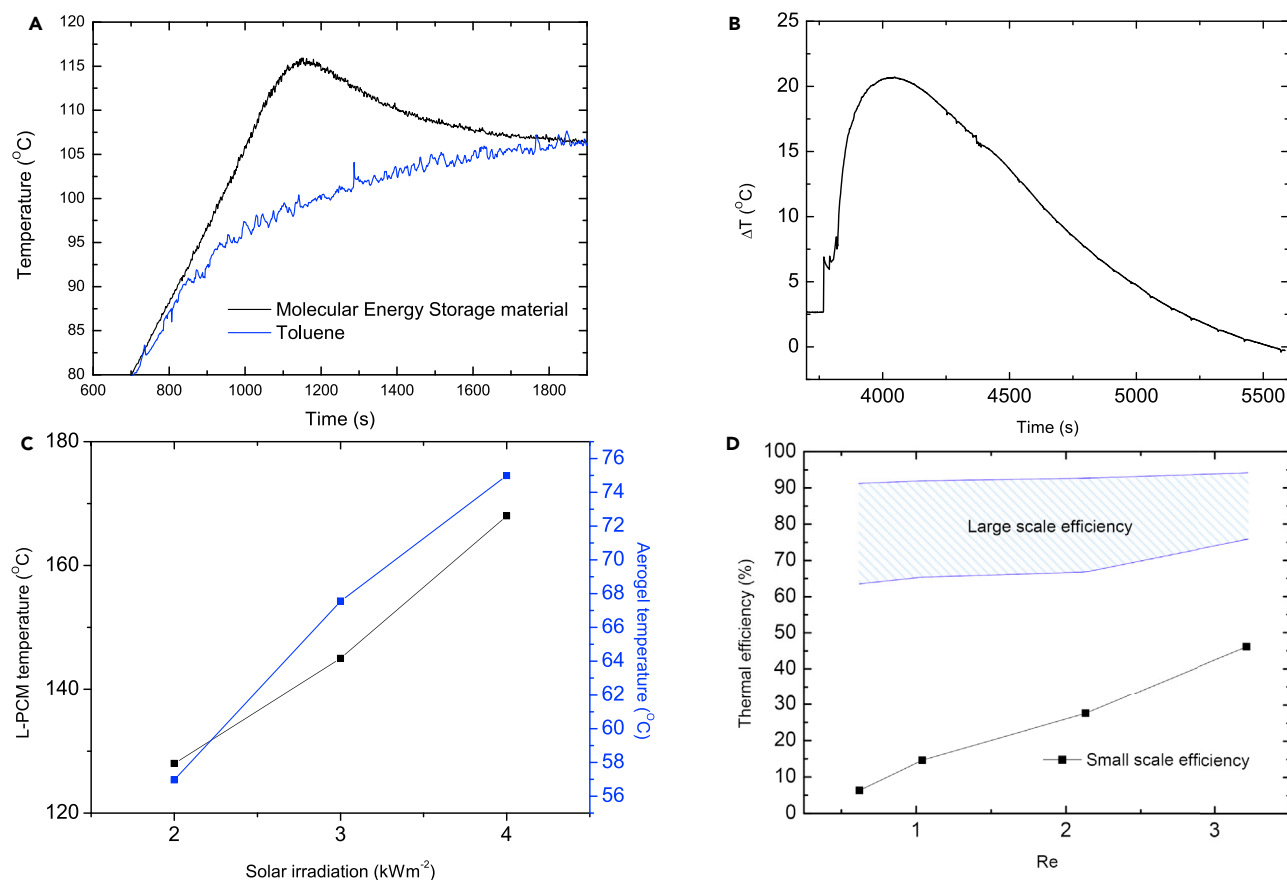 A
Temperature (°C)
120
115
110
105
100
95
90
85
80
600 800 1000 1200 1400 1600 1800
Time (s)
Molecular Energy Storage material
Toluene
B
ΔT (°C)
25
20
15
10
5
0
4000 4500 5000 5500
Time (s)
C
L-PCM temperature (°C)
180
160
140
120
2 3 4
Solar irradiation (kWm⁻²)
76
74
72
70
68
66
64
62
60
58
56
Aerogel temperature (°C)
D
Thermal efficiency (%)
100
90
80
70
60
50
40
30
20
10
0
Large scale efficiency
Small scale efficiency
1 2 3
Re